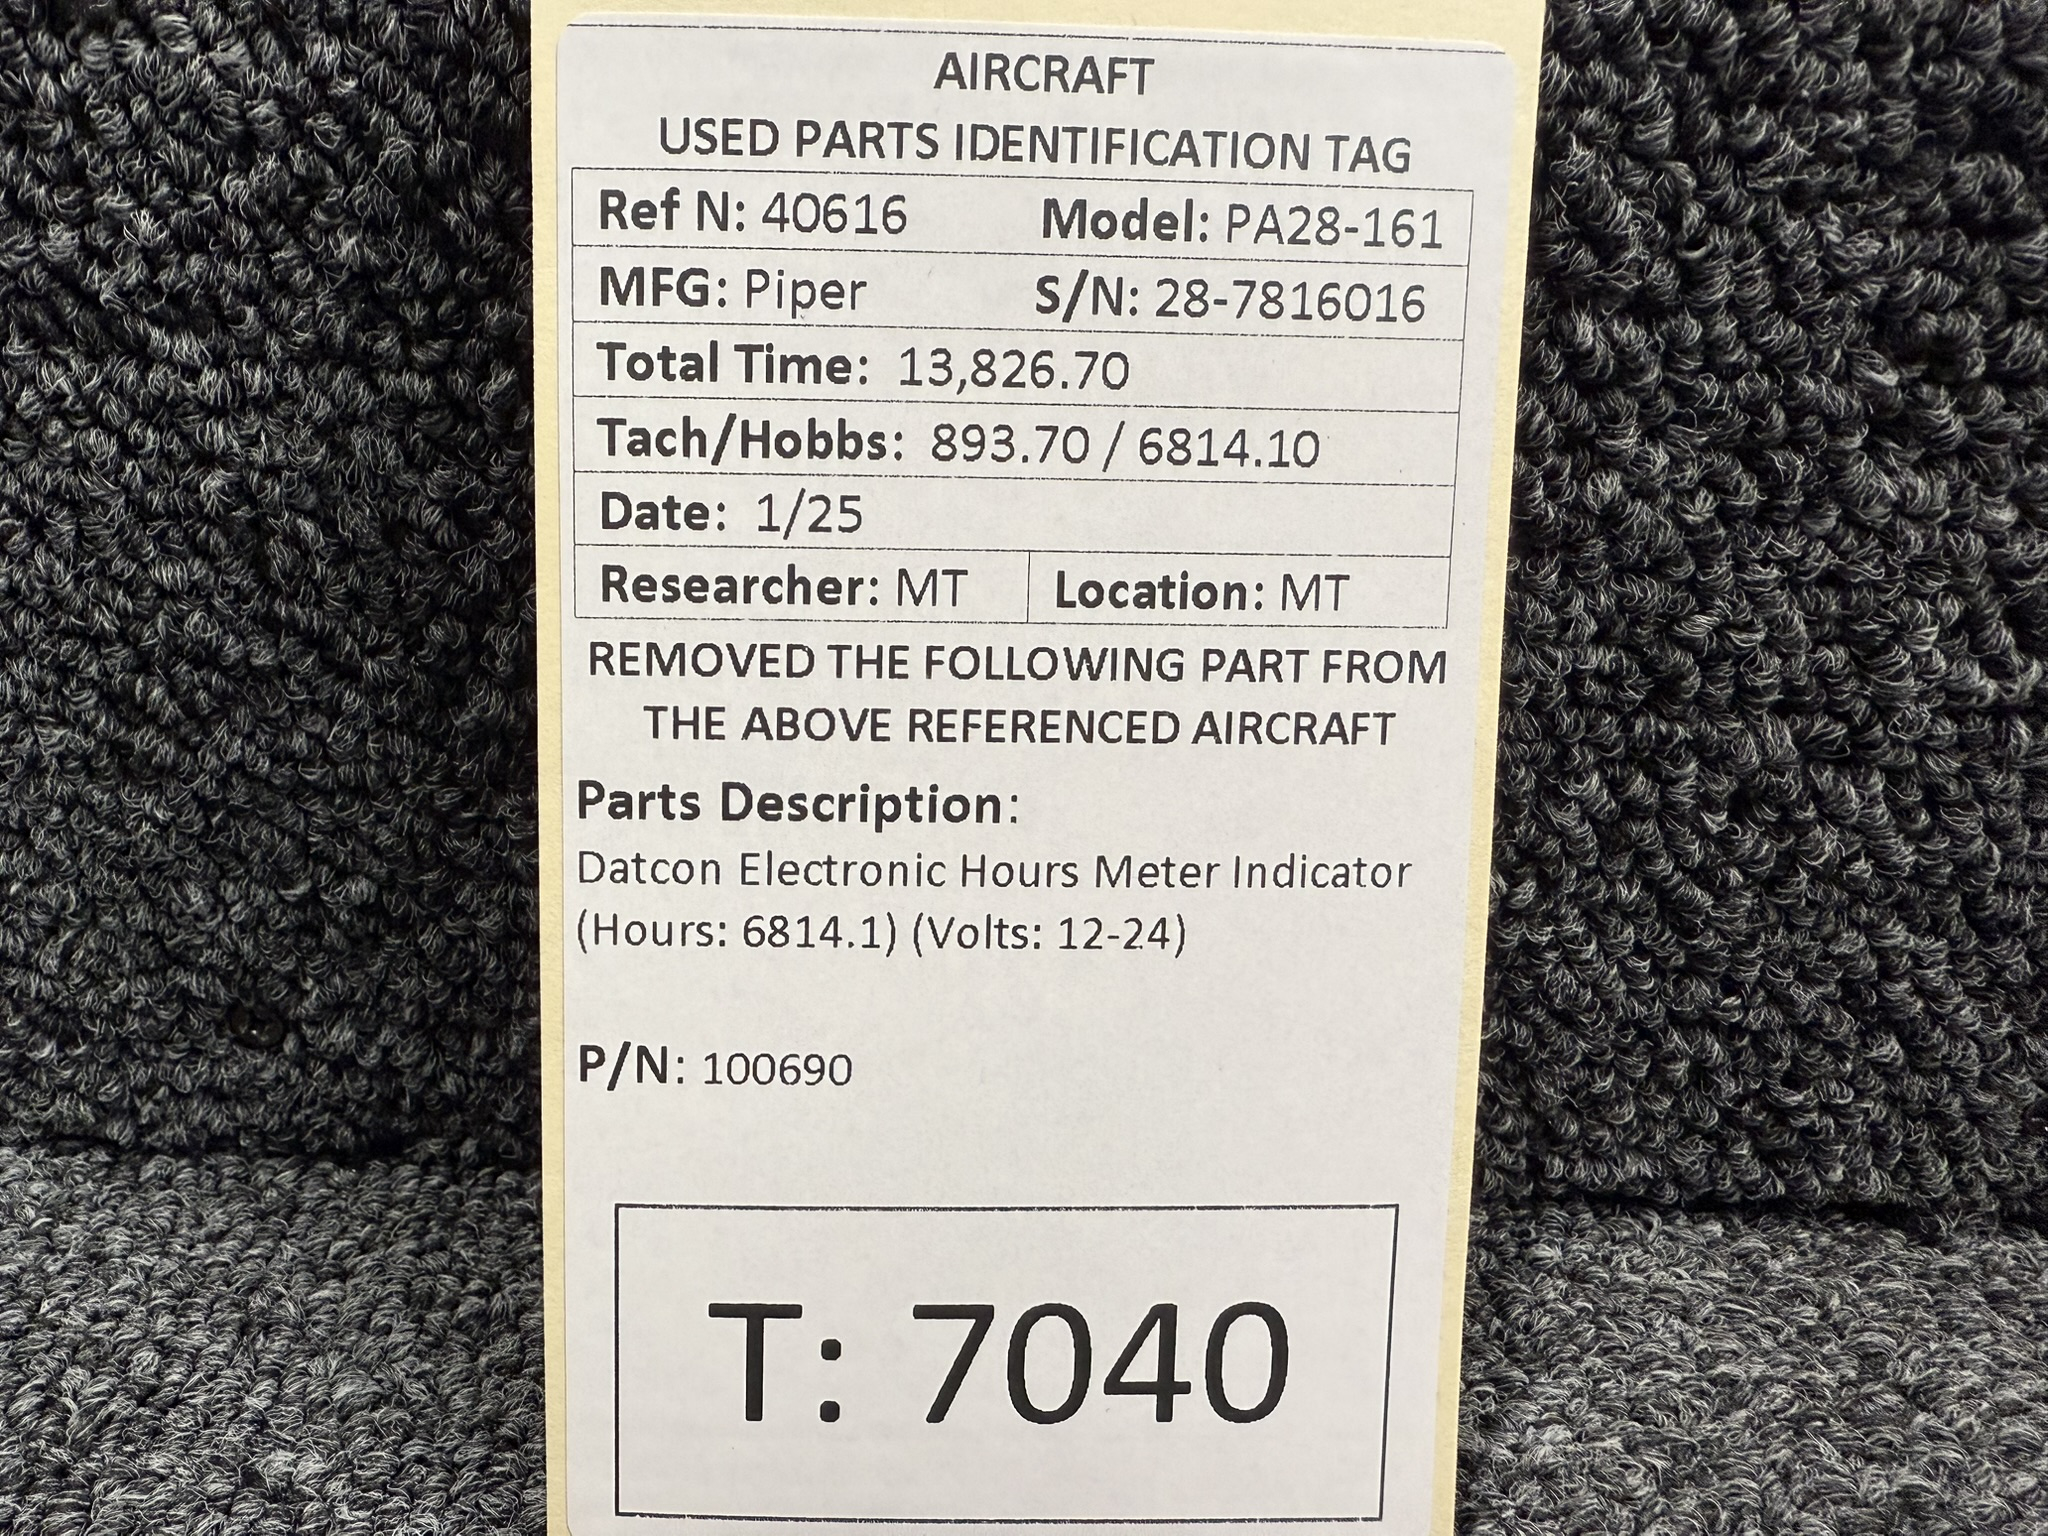 AIRCRAFT
USED PARTS IDENTIFICATION TAG
Ref N: 40616 Model: PA28-161
MFG: Piper S/N: 28-7816016
Total Time: 13,826.70
Tach/Hobbs: 893.70 / 6814.10
Date: 1/25
Researcher: MT Location: MT
REMOVED THE FOLLOWING PART FROM
THE ABOVE REFERENCED AIRCRAFT
Parts Description:
Datcon Electronic Hours Meter Indicator
(Hours: 6814.1) (Volts: 12-24)
P/N: 100690
T: 7040